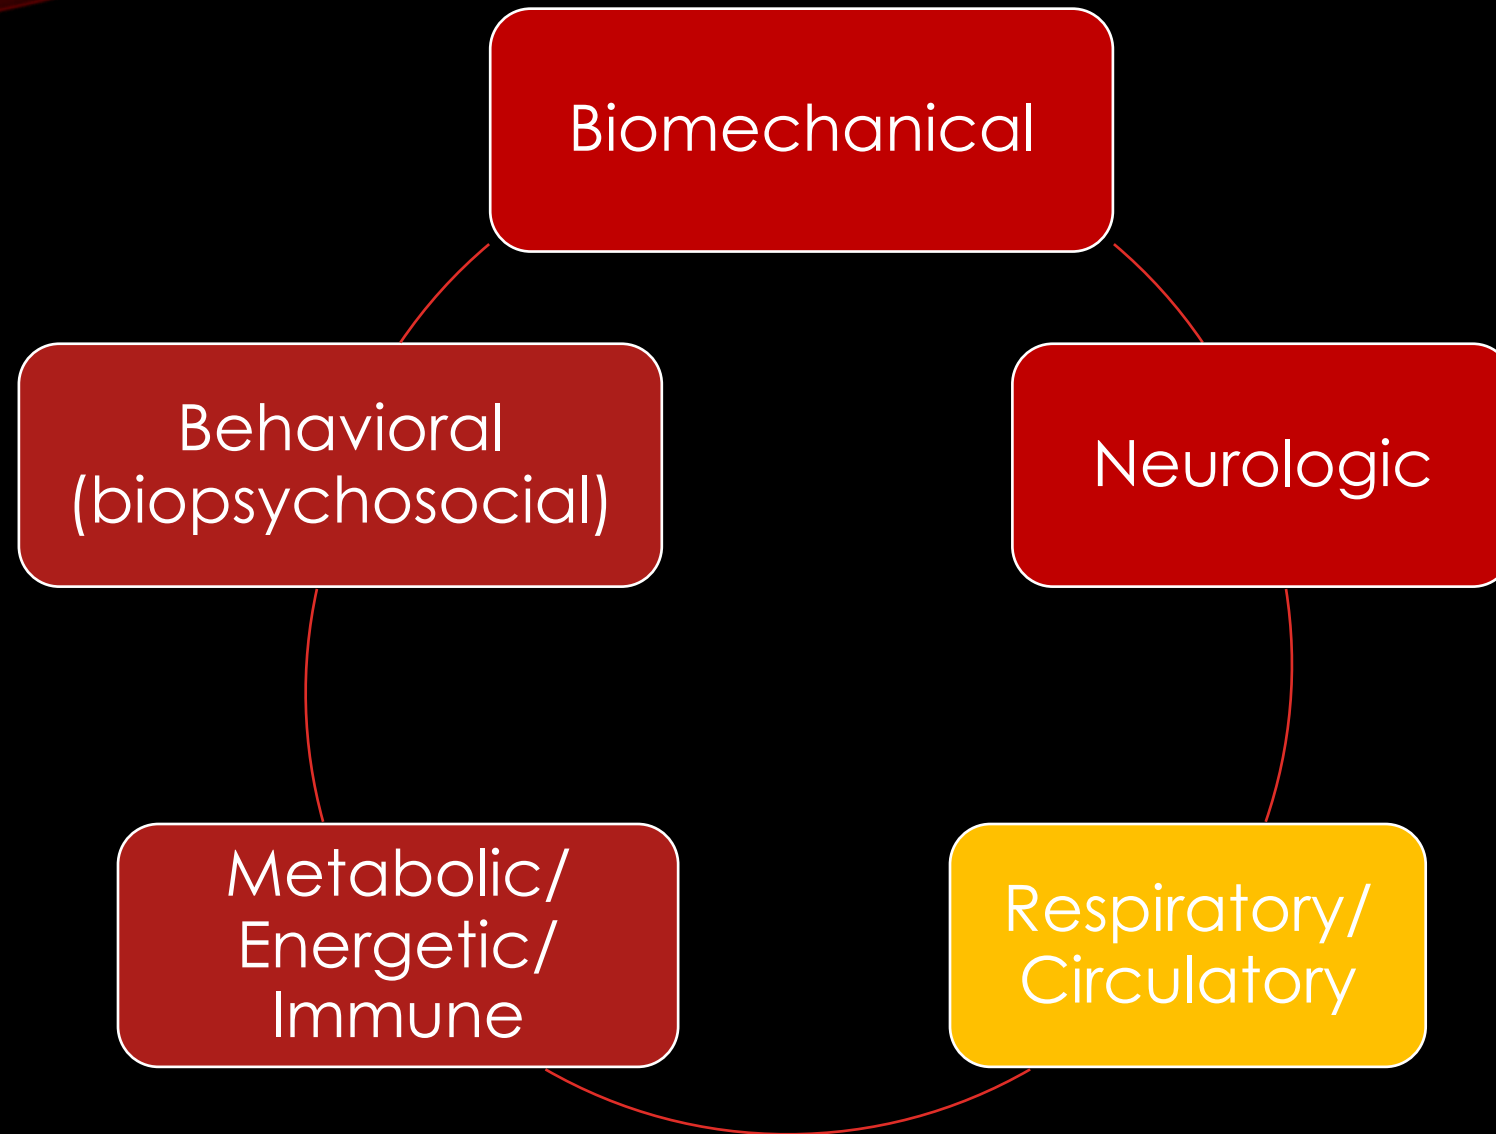 Biomechanical
Behavioral
(biopsychosocial)
Neurologic
Metabolic/
Energetic/
Immune
Respiratory/
Circulatory